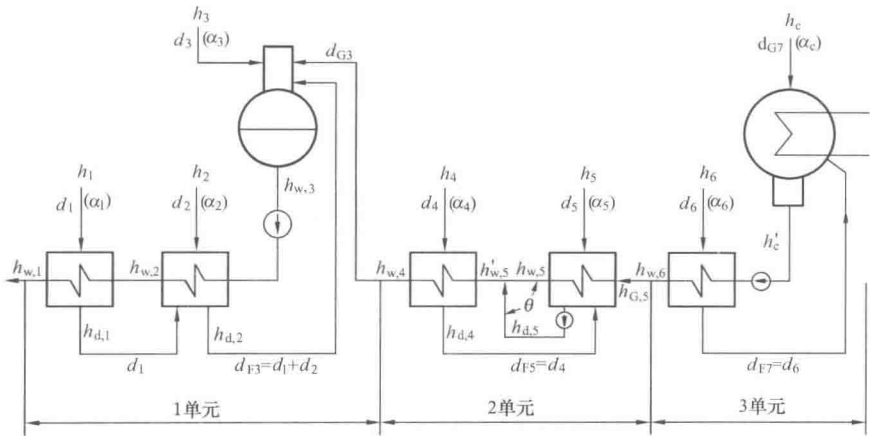 h3
d3 (α3)
dG3
hc
dG7 (αc)
h1
d1 (α1)
h2
d2 (α2)
hw,3
h4
d4 (α4)
h5
d5 (α5)
h6
d6 (α6)
h'c
hw,1
hw,2
hw,4
h'w,5
hw,5
hw,6
hG,5
θ
hd,1
hd,2
hd,4
hd,5
d1
dF3=d1+d2
dF5=d4
dF7=d6
1单元
2单元
3单元